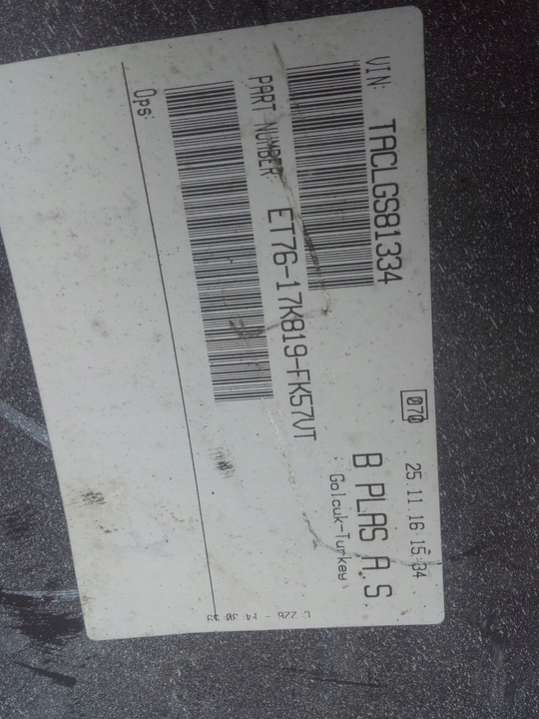 070
25.11.16 15:34
VIN: TACLGS81334
B PLAS A.S.
Golcuk-Turkey
PART NUMBER: ET76-17K819-FK57VT
Ops: